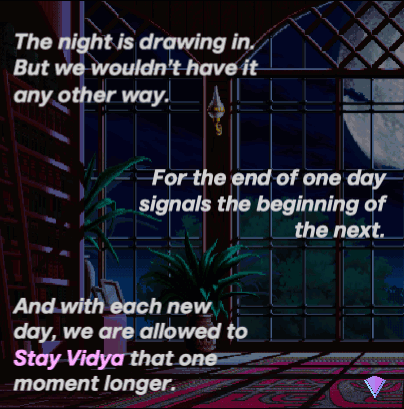 The night is drawing in.
But we wouldn't have it
any other way.
For the end of one day
signals the beginning of
the next.
And with each new
day, we are allowed to
Stay Vidya that one
moment longer.